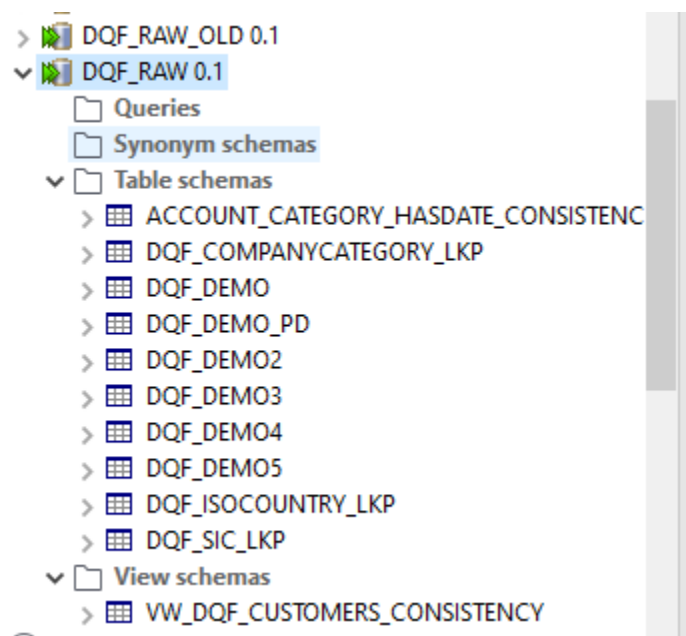 DQF_RAW_OLD 0.1
DQF_RAW 0.1
Queries
Synonym schemas
Table schemas
ACCOUNT_CATEGORY_HASDATE_CONSISTENC
DQF_COMPANYCATEGORY_LKP
DQF_DEMO
DQF_DEMO_PD
DQF_DEMO2
DQF_DEMO3
DQF_DEMO4
DQF_DEMO5
DQF_ISOCOUNTRY_LKP
DQF_SIC_LKP
View schemas
VW_DQF_CUSTOMERS_CONSISTENCY